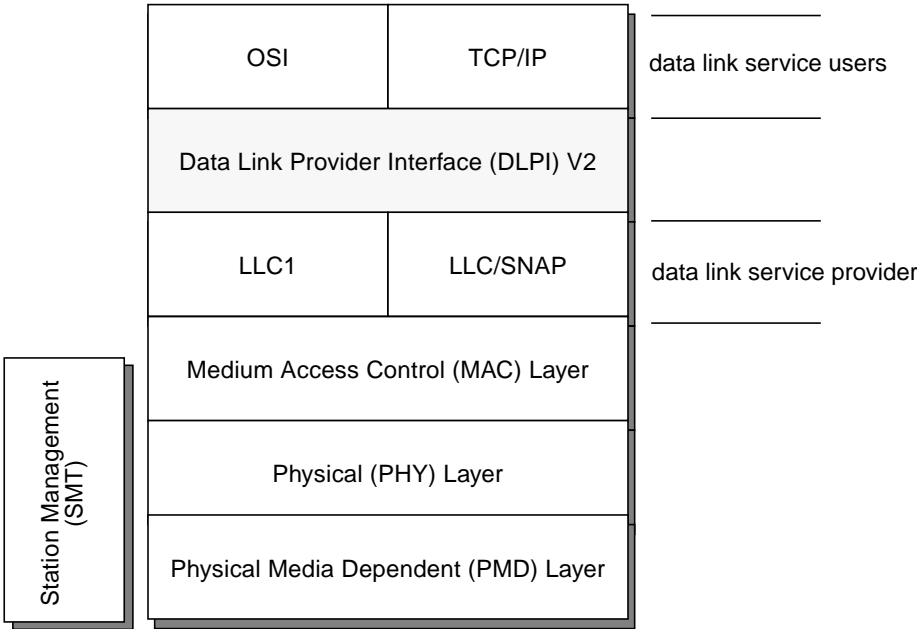 OSI
TCP/IP
data link service users
Data Link Provider Interface (DLPI) V2
LLC1
LLC/SNAP
data link service provider
Medium Access Control (MAC) Layer
Physical (PHY) Layer
Physical Media Dependent (PMD) Layer
Station Management
(SMT)